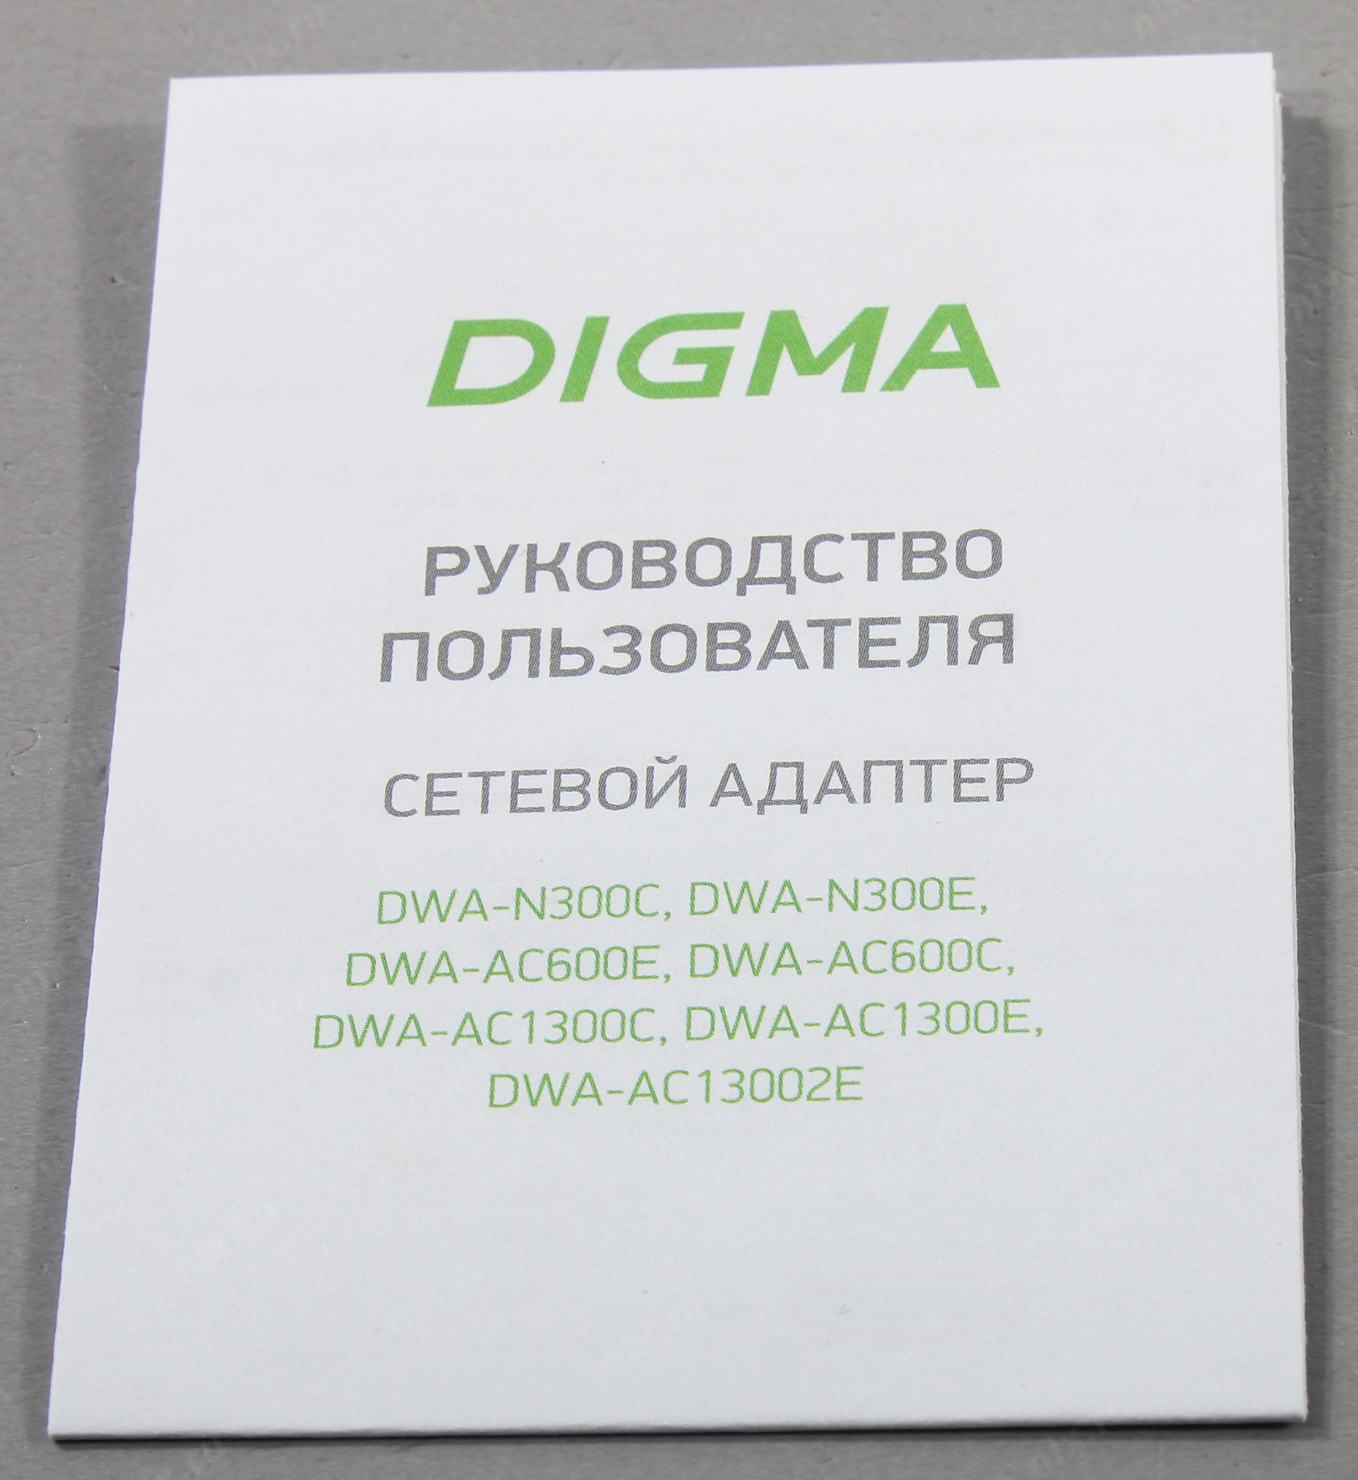 DIGMA
РУКОВОДСТВО
ПОЛЬЗОВАТЕЛЯ
СЕТЕВОЙ АДАПТЕР
DWA-N300C, DWA-N300E,
DWA-AC600E, DWA-AC600C,
DWA-AC1300C, DWA-AC1300E,
DWA-AC13002E